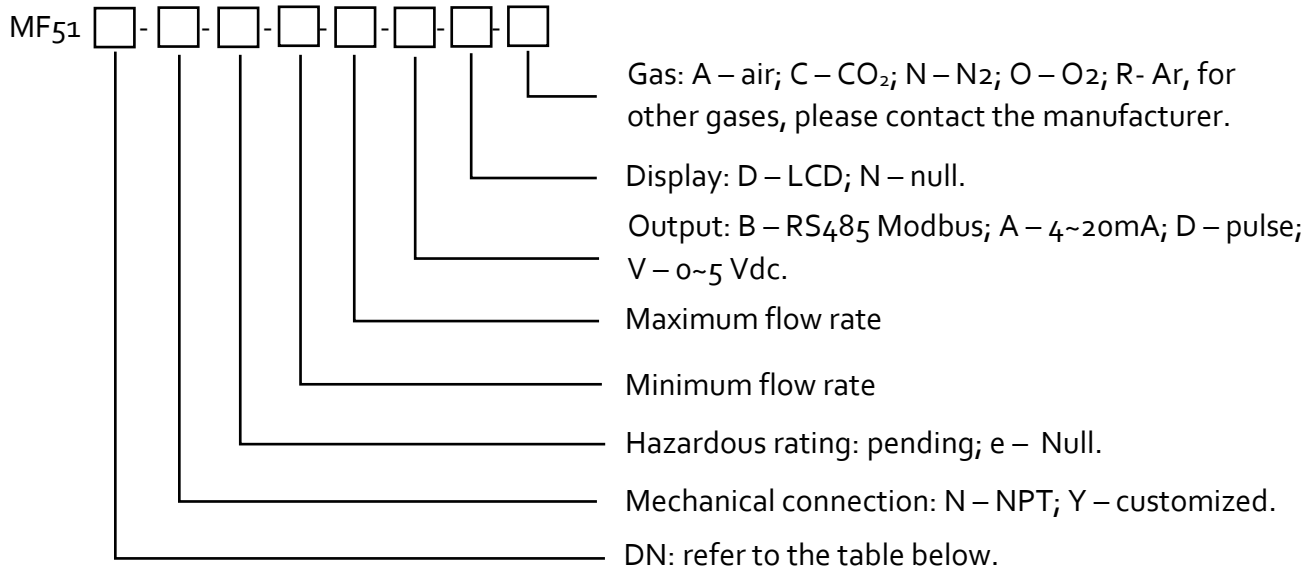 MF51 - - - - - - -
Gas: A – air; C – CO₂; N – N2; O – O2; R- Ar, for
other gases, please contact the manufacturer.
Display: D – LCD; N – null.
Output: B – RS485 Modbus; A – 4~20mA; D – pulse;
V – 0~5 Vdc.
Maximum flow rate
Minimum flow rate
Hazardous rating: pending; e – Null.
Mechanical connection: N – NPT; Y – customized.
DN: refer to the table below.